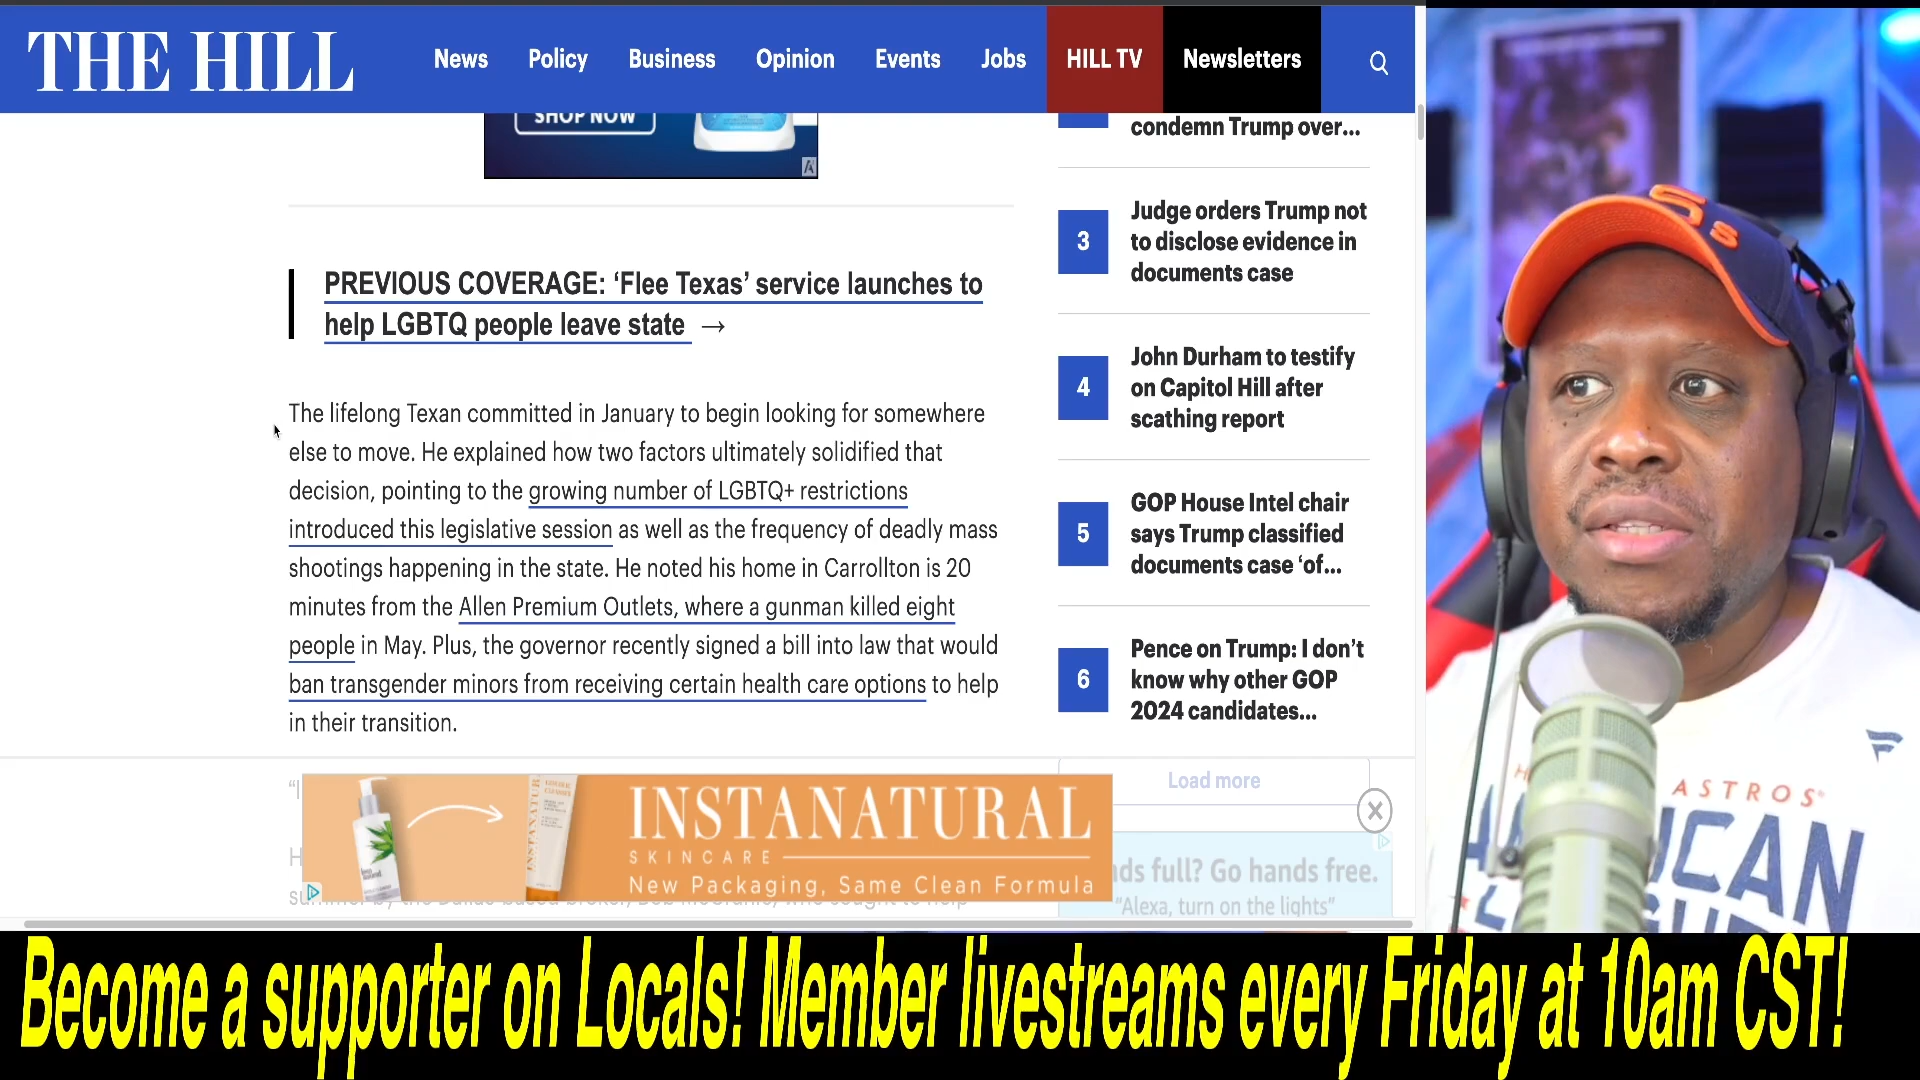 THE HILL
News Policy Business Opinion Events Jobs HILL TV Newsletters
SHOP NOW
PREVIOUS COVERAGE: ‘Flee Texas’ service launches to
help LGBTQ people leave state →
The lifelong Texan committed in January to begin looking for somewhere
else to move. He explained how two factors ultimately solidified that
decision, pointing to the growing number of LGBTQ+ restrictions
introduced this legislative session as well as the frequency of deadly mass
shootings happening in the state. He noted his home in Carrollton is 20
minutes from the Allen Premium Outlets, where a gunman killed eight
people in May. Plus, the governor recently signed a bill into law that would
ban transgender minors from receiving certain health care options to help
in their transition.
condemn Trump over...
3
Judge orders Trump not
to disclose evidence in
documents case
4
John Durham to testify
on Capitol Hill after
scathing report
5
GOP House Intel chair
says Trump classified
documents case ‘of...
6
Pence on Trump: I don’t
know why other GOP
2024 candidates...
Load more
INSTANATURAL
SKINCARE
New Packaging, Same Clean Formula
full? Go hands free.
“Alexa, turn on the lights”
ASTROS
Become a supporter on Locals! Member livestreams every Friday at 10am CST!